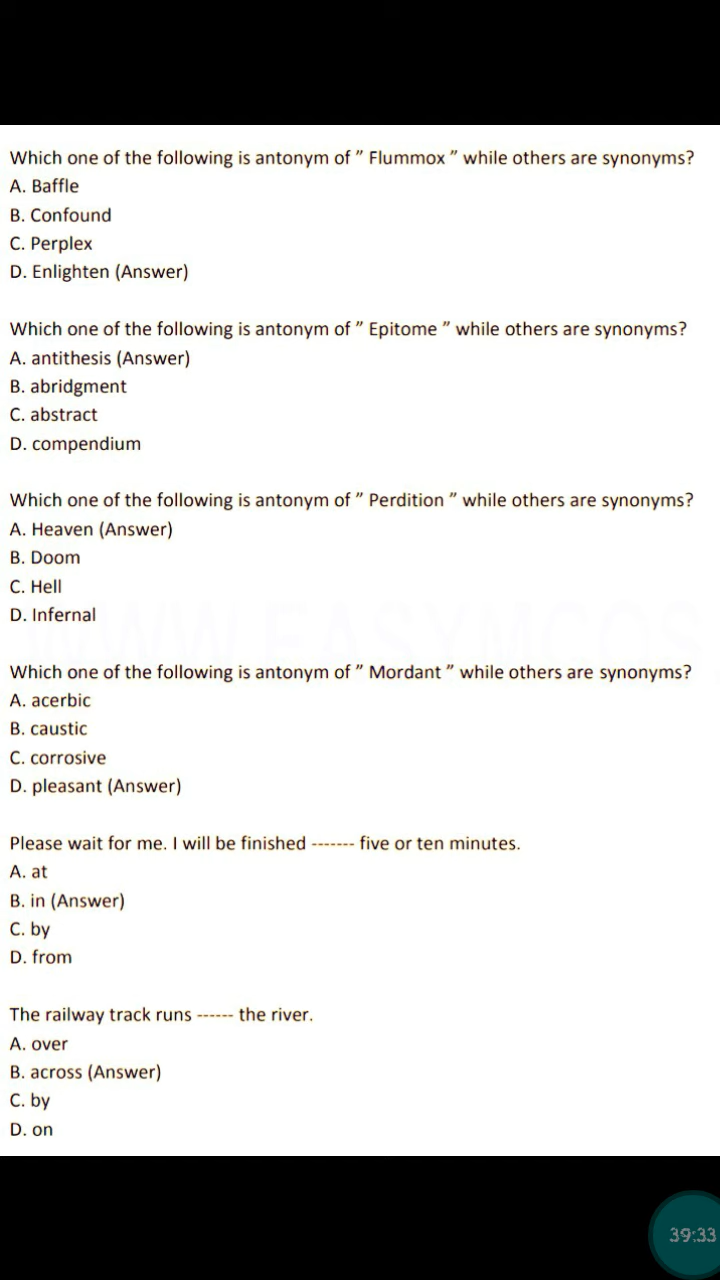 Which one of the following is antonym of ” Flummox ” while others are synonyms?
A. Baffle
B. Confound
C. Perplex
D. Enlighten (Answer)
Which one of the following is antonym of ” Epitome ” while others are synonyms?
A. antithesis (Answer)
B. abridgment
C. abstract
D. compendium
Which one of the following is antonym of ” Perdition ” while others are synonyms?
A. Heaven (Answer)
B. Doom
C. Hell
D. Infernal
WWW.EASYMCQS.
Which one of the following is antonym of ” Mordant ” while others are synonyms?
A. acerbic
B. caustic
C. corrosive
D. pleasant (Answer)
Please wait for me. I will be finished ------- five or ten minutes.
A. at
B. in (Answer)
C. by
D. from
The railway track runs ------ the river.
A. over
B. across (Answer)
C. by
D. on
39:33